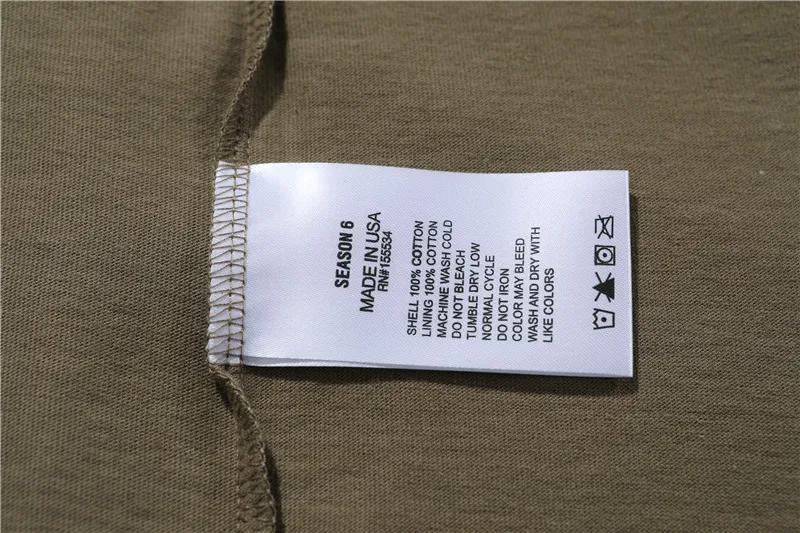 SEASON 6
MADE IN USA
RN#155534
SHELL 100% COTTON
LINING 100% COTTON
MACHINE WASH COLD
DO NOT BLEACH
TUMBLE DRY LOW
NORMAL CYCLE
DO NOT IRON
COLOR MAY BLEED
WASH AND DRY WITH
LIKE COLORS